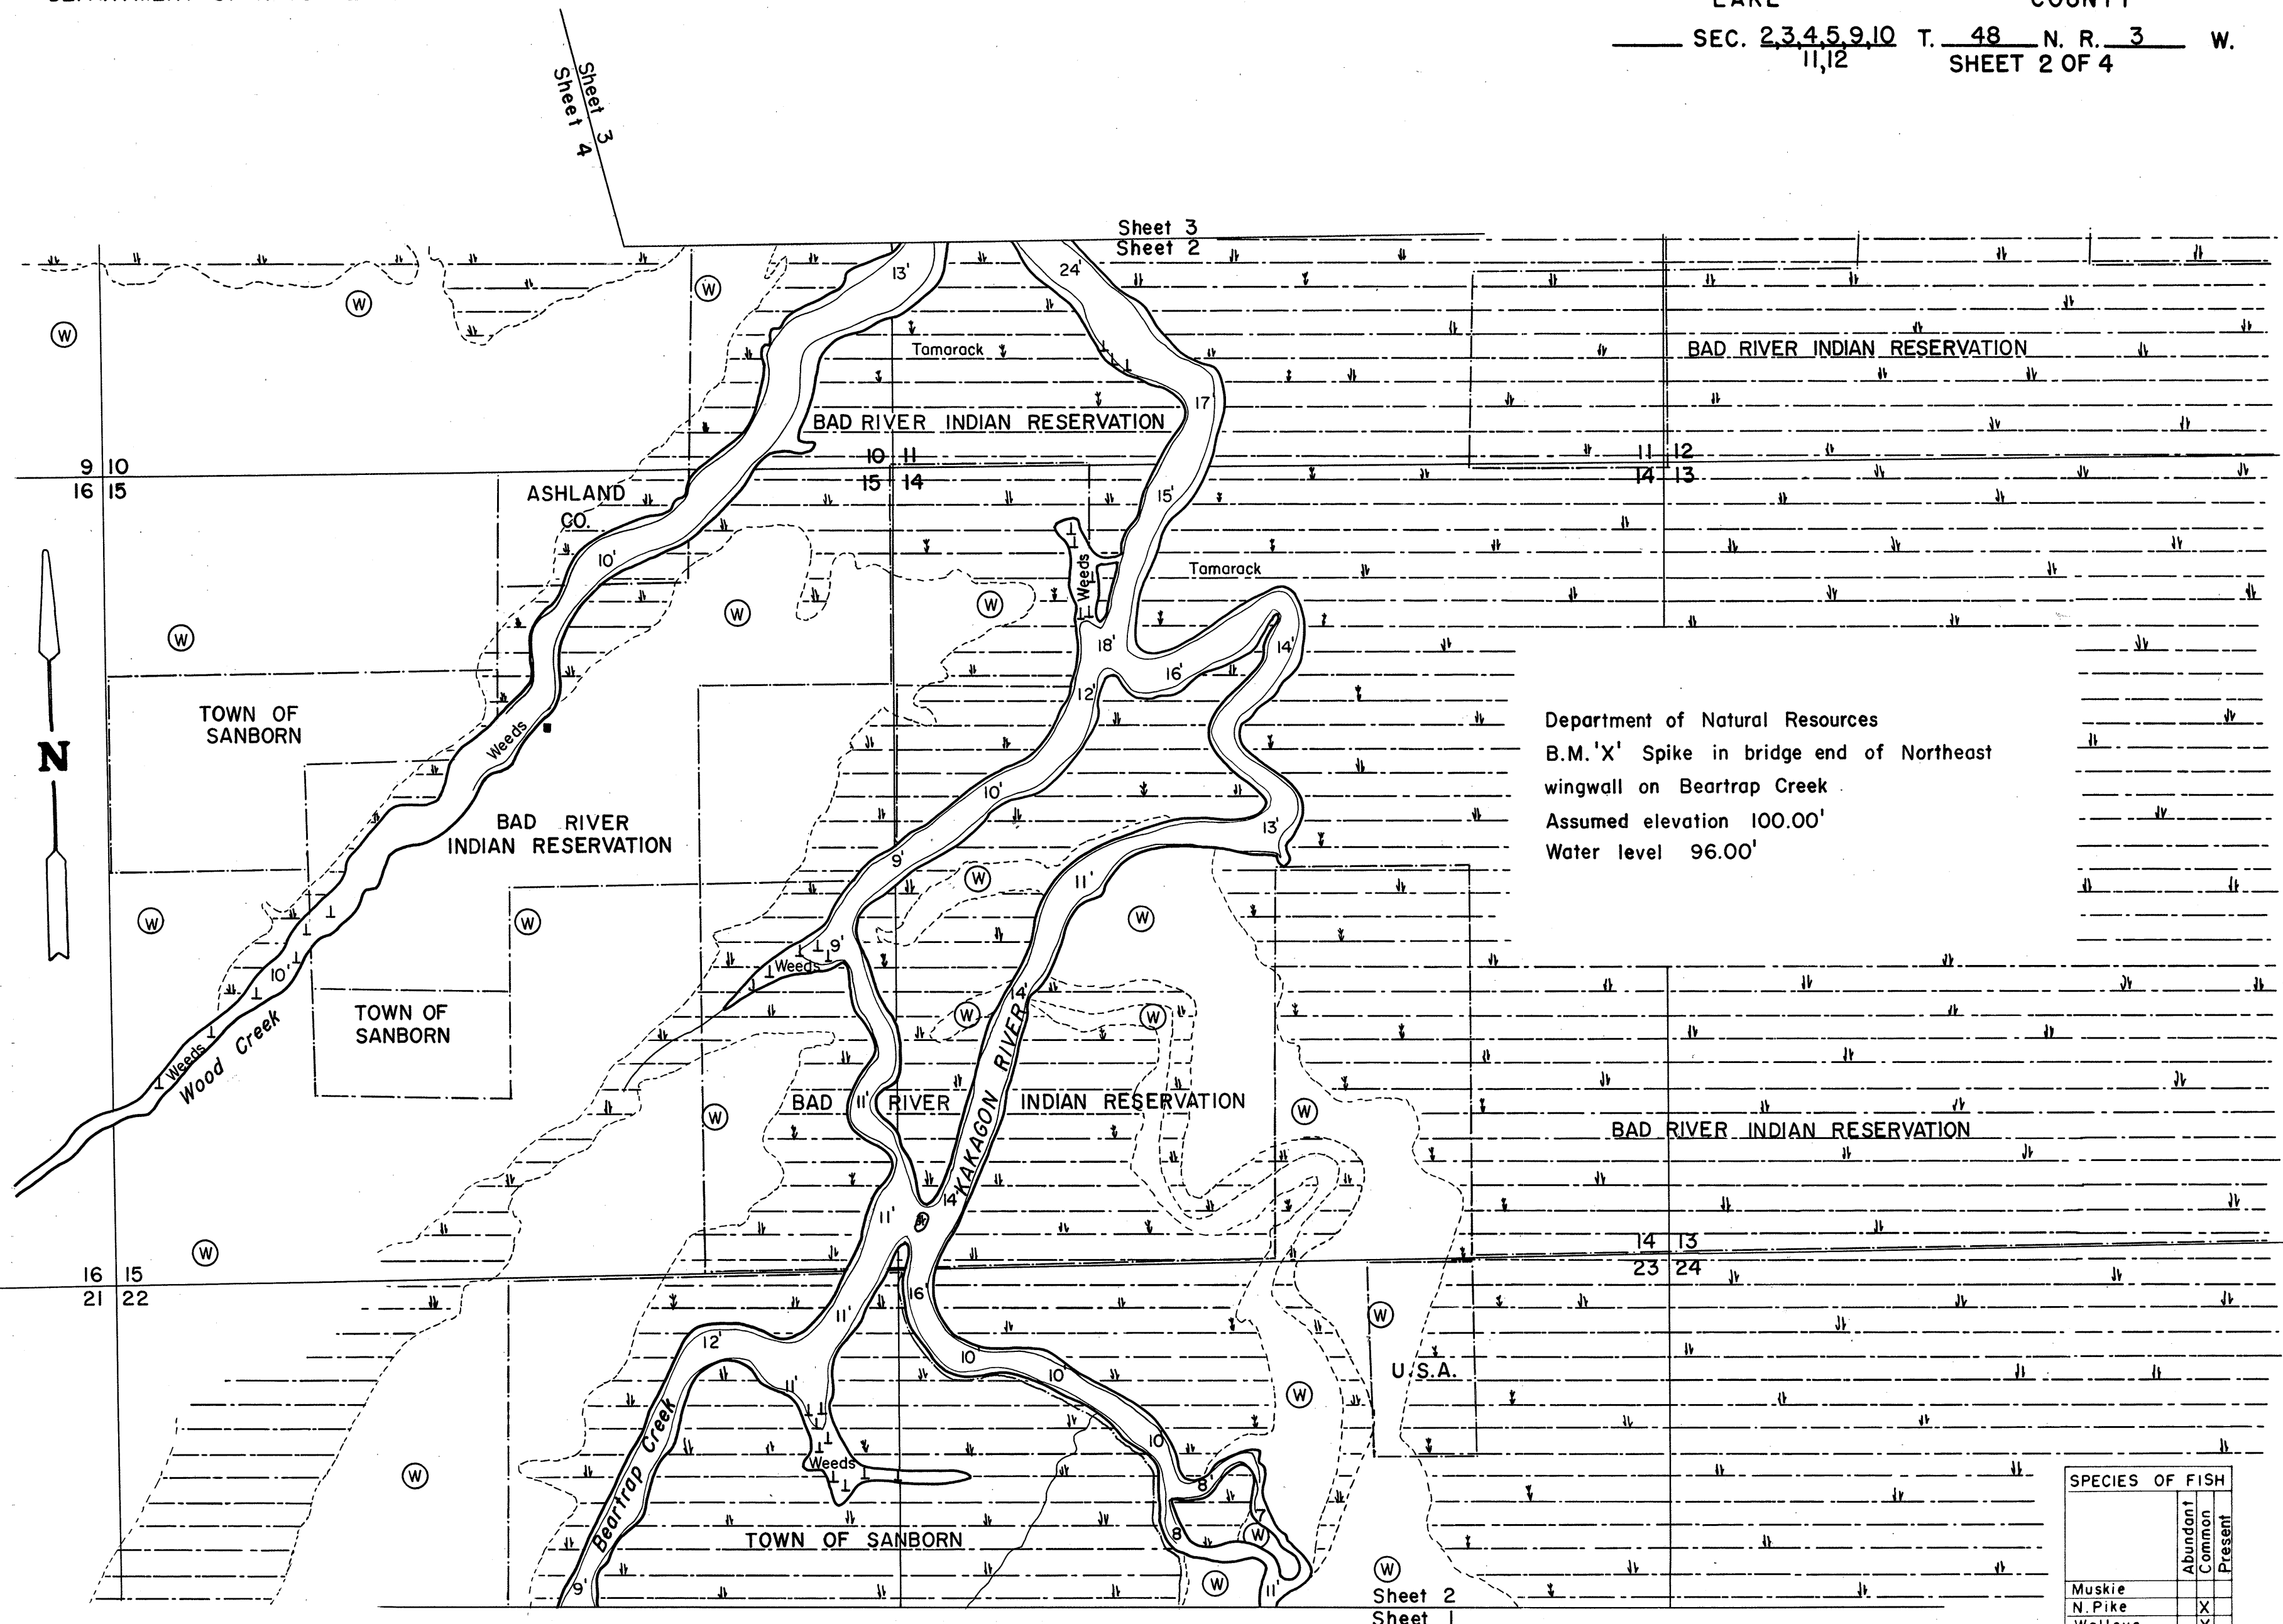 SEC. 2,3,4,5,9,10 T. 48 N. R. 3 W.
11,12
SHEET 2 OF 4
Sheet 3
Sheet 4
Sheet 3
Sheet 2
13'
24'
W
W
W
Tamarack
BAD RIVER INDIAN RESERVATION
17'
BAD RIVER INDIAN RESERVATION
9 10
16 15
10 11
15 14
11 12
14 13
ASHLAND
CO.
15'
10'
Weeds
Tamarack
W
W
W
18'
14'
16'
12'
TOWN OF
SANBORN
Weeds
N
Department of Natural Resources
B.M. 'X' Spike in bridge end of Northeast
wingwall on Beartrap Creek
Assumed elevation 100.00'
Water level 96.00'
10'
BAD RIVER
INDIAN RESERVATION
13'
9'
11'
W
W
W
W
9'
Weeds
10'
14'
W
W
TOWN OF
SANBORN
Weeds
Wood Creek
KAKAGON RIVER
BAD RIVER INDIAN RESERVATION
11'
W
W
BAD RIVER INDIAN RESERVATION
14'
11'
W
16 15
21 22
14 13
23 24
16'
11'
12'
W
10'
10'
11'
U.S.A.
W
Beartrap Creek
10'
Weeds
W
8'
7
8
W
TOWN OF SANBORN
9'
W
11'
W
Sheet 2
Sheet 1
SPECIES OF FISH
Abundant
Common
Present
Muskie
N. Pike X